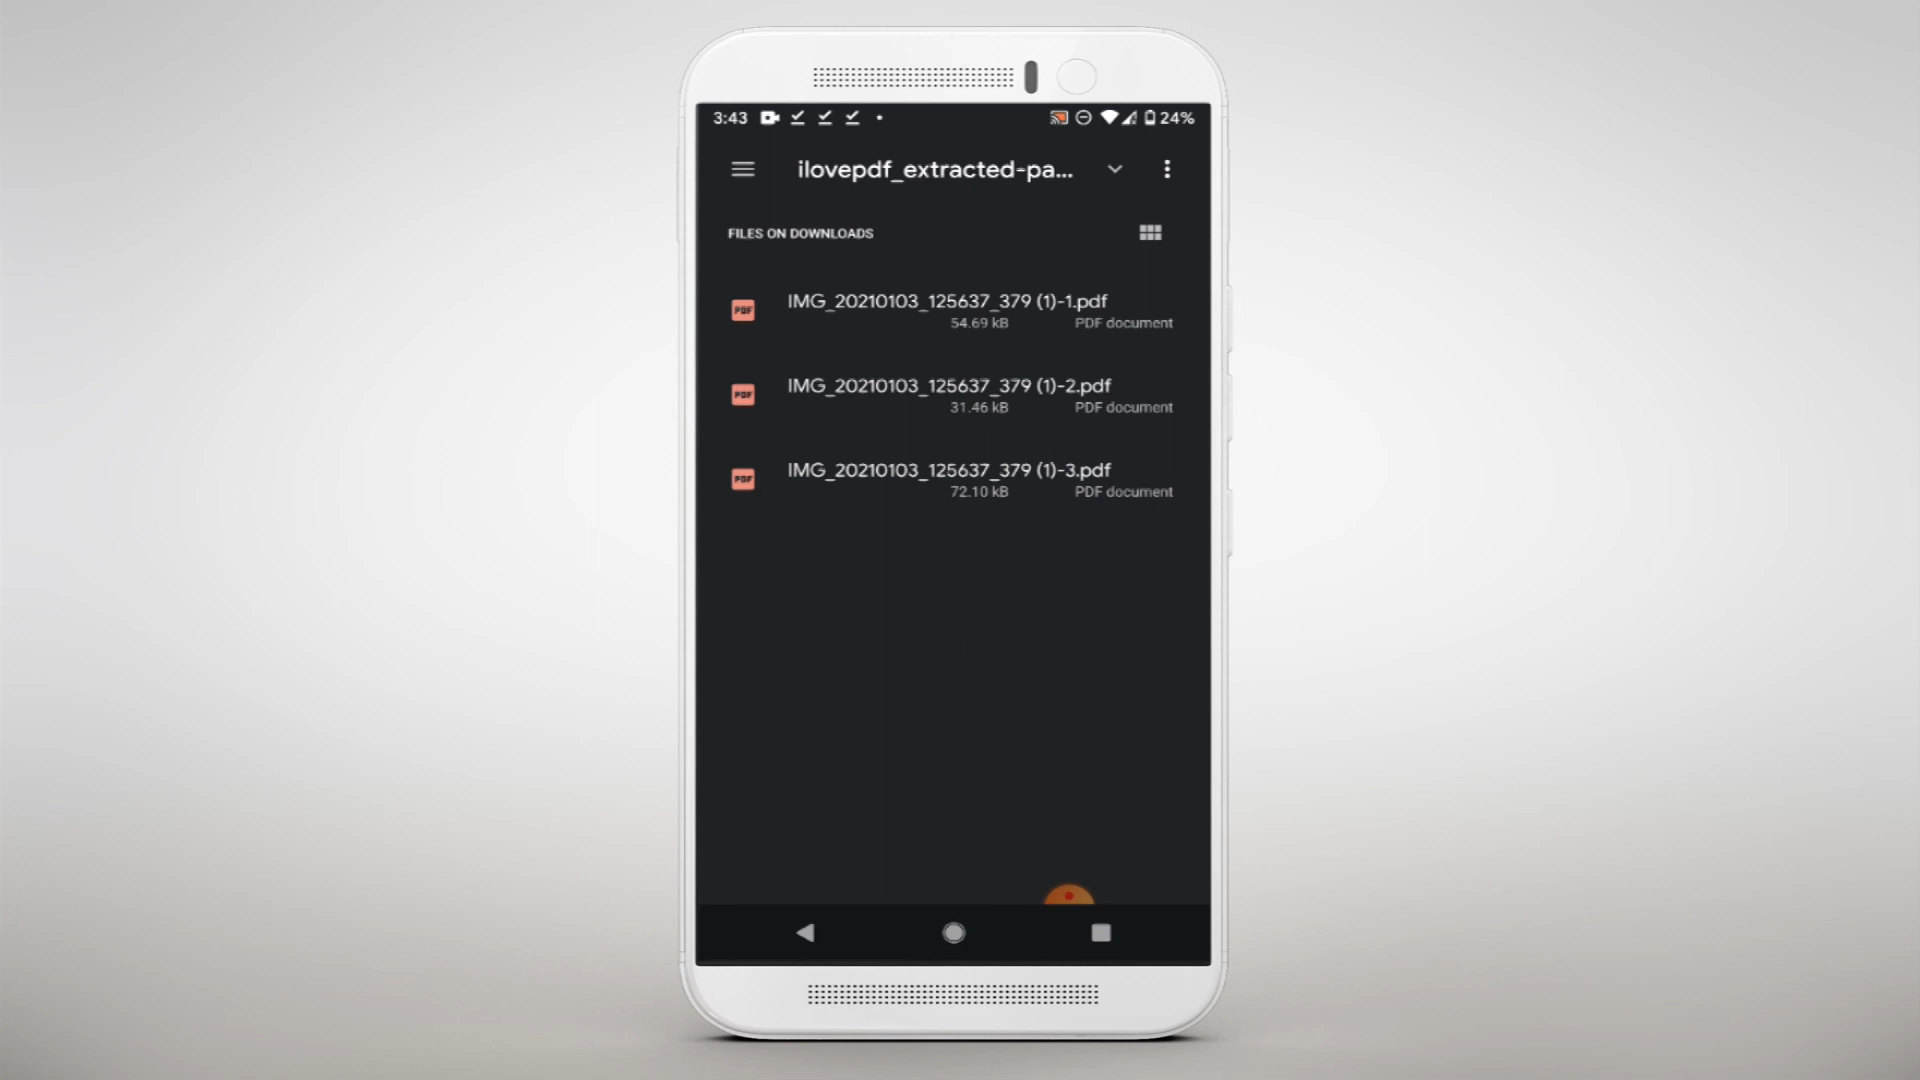 3:43 24%
ilovepdf_extracted-pa...
FILES ON DOWNLOADS
PDF IMG_20210103_125637_379 (1)-1.pdf
54.69 kB PDF document
PDF IMG_20210103_125637_379 (1)-2.pdf
31.46 kB PDF document
PDF IMG_20210103_125637_379 (1)-3.pdf
72.10 kB PDF document